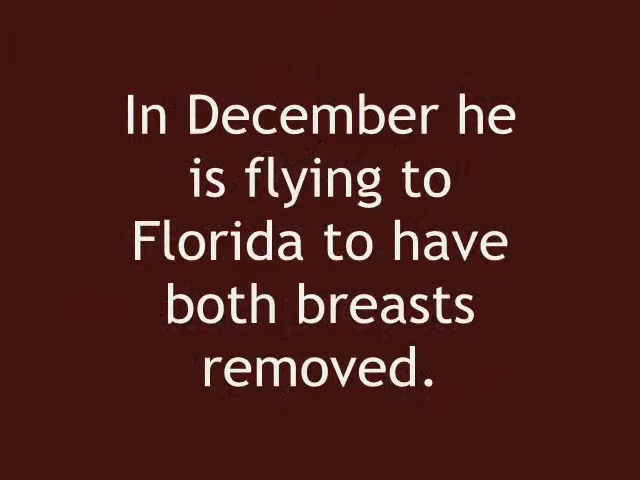 In December he
is flying to
Florida to have
both breasts
removed.